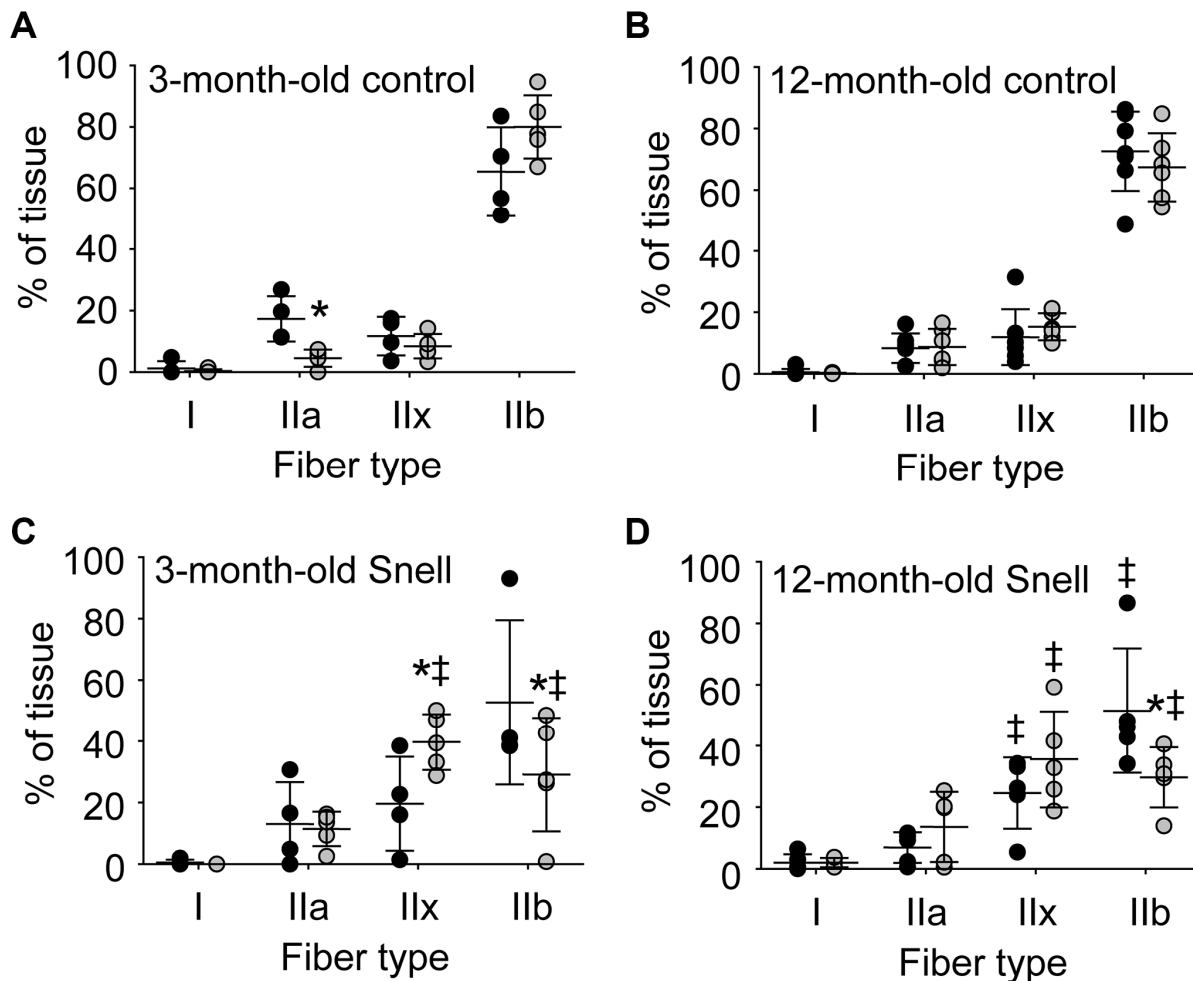 A
3-month-old control
% of tissue
100
80
60
40
20
0
*
I IIa IIx IIb
Fiber type
B
12-month-old control
% of tissue
100
80
60
40
20
0
I IIa IIx IIb
Fiber type
C
3-month-old Snell
% of tissue
100
80
60
40
20
0
*‡
*‡
I IIa IIx IIb
Fiber type
D
12-month-old Snell
% of tissue
100
80
60
40
20
0
‡
‡
‡
*‡
I IIa IIx IIb
Fiber type